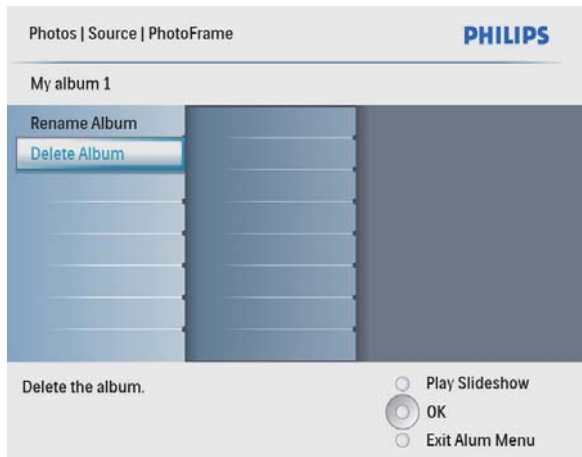 Photos | Source | PhotoFrame
PHILIPS
My album 1
Rename Album
Delete Album
Delete the album.
Play Slideshow
OK
Exit Alum Menu